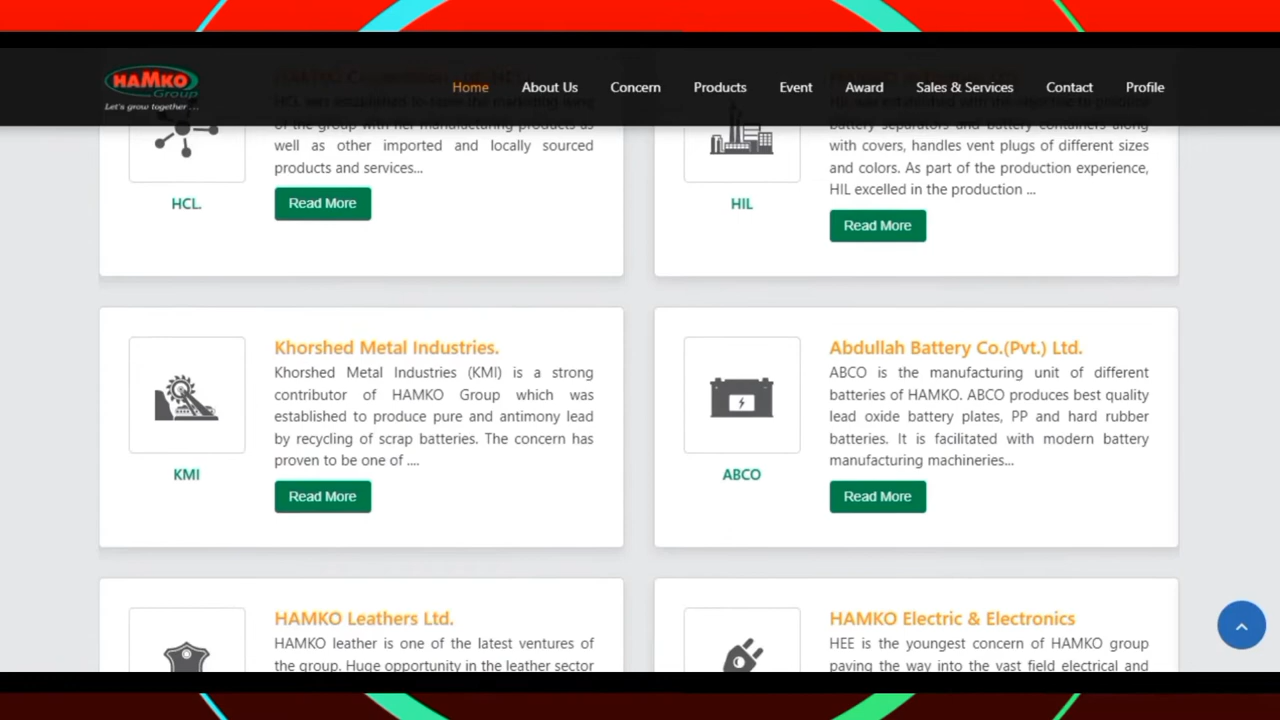 HAMKO
Group
Let's grow together ...
Home
About Us
Concern
Products
Event
Award
Sales & Services
Contact
Profile
HCL was established to raise the marketing wing
of the group with her manufacturing products as
well as other imported and locally sourced
products and services...
HCL.
Read More
battery separators and battery containers along
with covers, handles vent plugs of different sizes
and colors. As part of the production experience,
HIL excelled in the production ...
HIL
Read More
Khorshed Metal Industries.
Khorshed Metal Industries (KMI) is a strong
contributor of HAMKO Group which was
established to produce pure and antimony lead
by recycling of scrap batteries. The concern has
proven to be one of ....
KMI
Read More
Abdullah Battery Co.(Pvt.) Ltd.
ABCO is the manufacturing unit of different
batteries of HAMKO. ABCO produces best quality
lead oxide battery plates, PP and hard rubber
batteries. It is facilitated with modern battery
manufacturing machineries...
ABCO
Read More
HAMKO Leathers Ltd.
HAMKO leather is one of the latest ventures of
the group. Huge opportunity in the leather sector
HAMKO Electric & Electronics
HEE is the youngest concern of HAMKO group
paving the way into the vast field electrical and